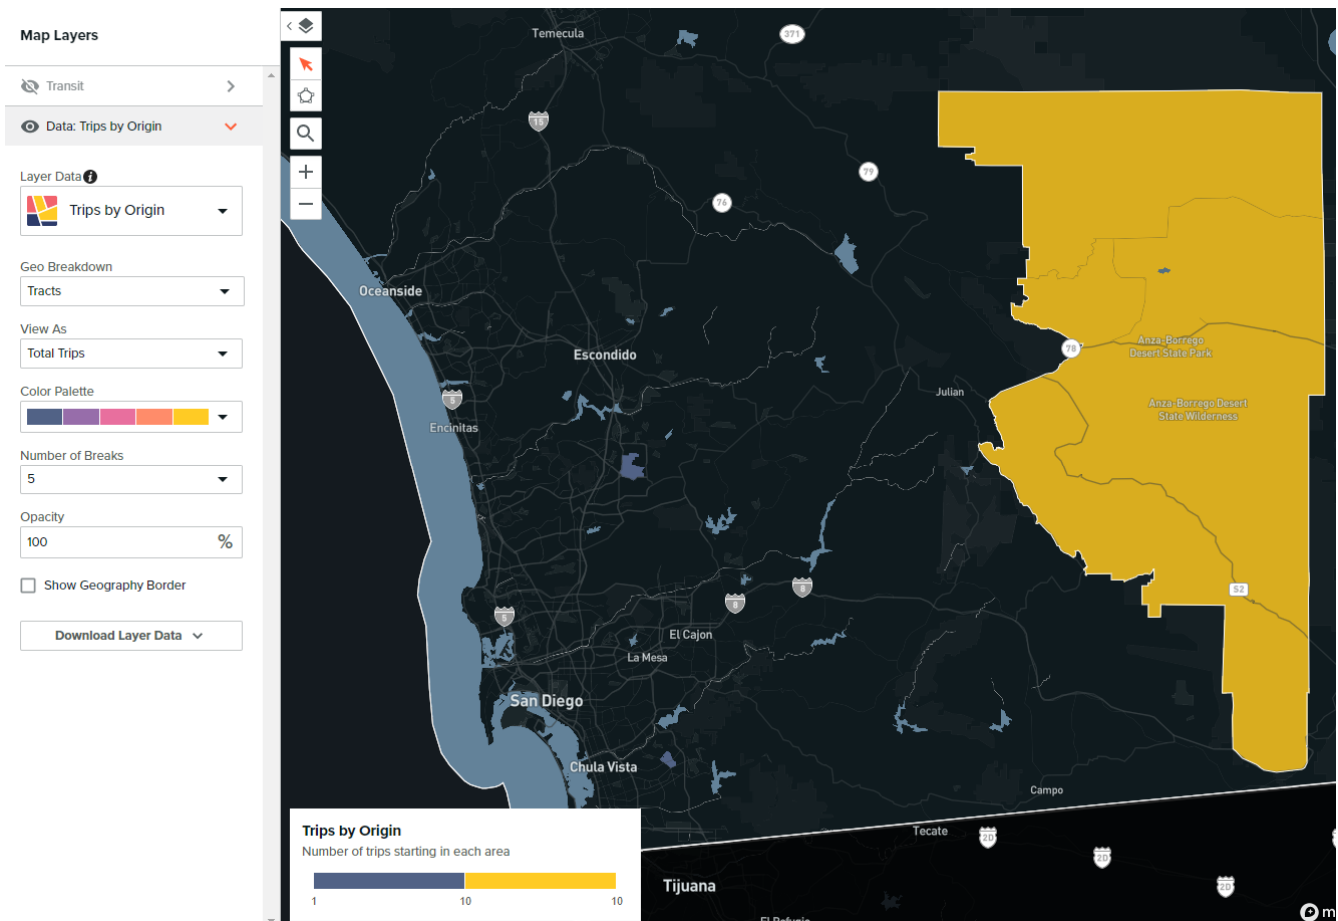 Map Layers
Transit
Data: Trips by Origin
Layer Data
Trips by Origin
Geo Breakdown
Tracts
View As
Total Trips
Color Palette
Number of Breaks
5
Opacity
100 %
Show Geography Border
Download Layer Data
Temecula
371
15
79
76
Oceanside
Escondido
78
Anza-Borrego
Desert State Park
Julian
Anza-Borrego Desert
State Wilderness
5
Encinitas
8
8
S2
5
El Cajon
La Mesa
San Diego
Chula Vista
Campo
Tecate
2D
2D
2D
Tijuana
Trips by Origin
Number of trips starting in each area
1 10 10